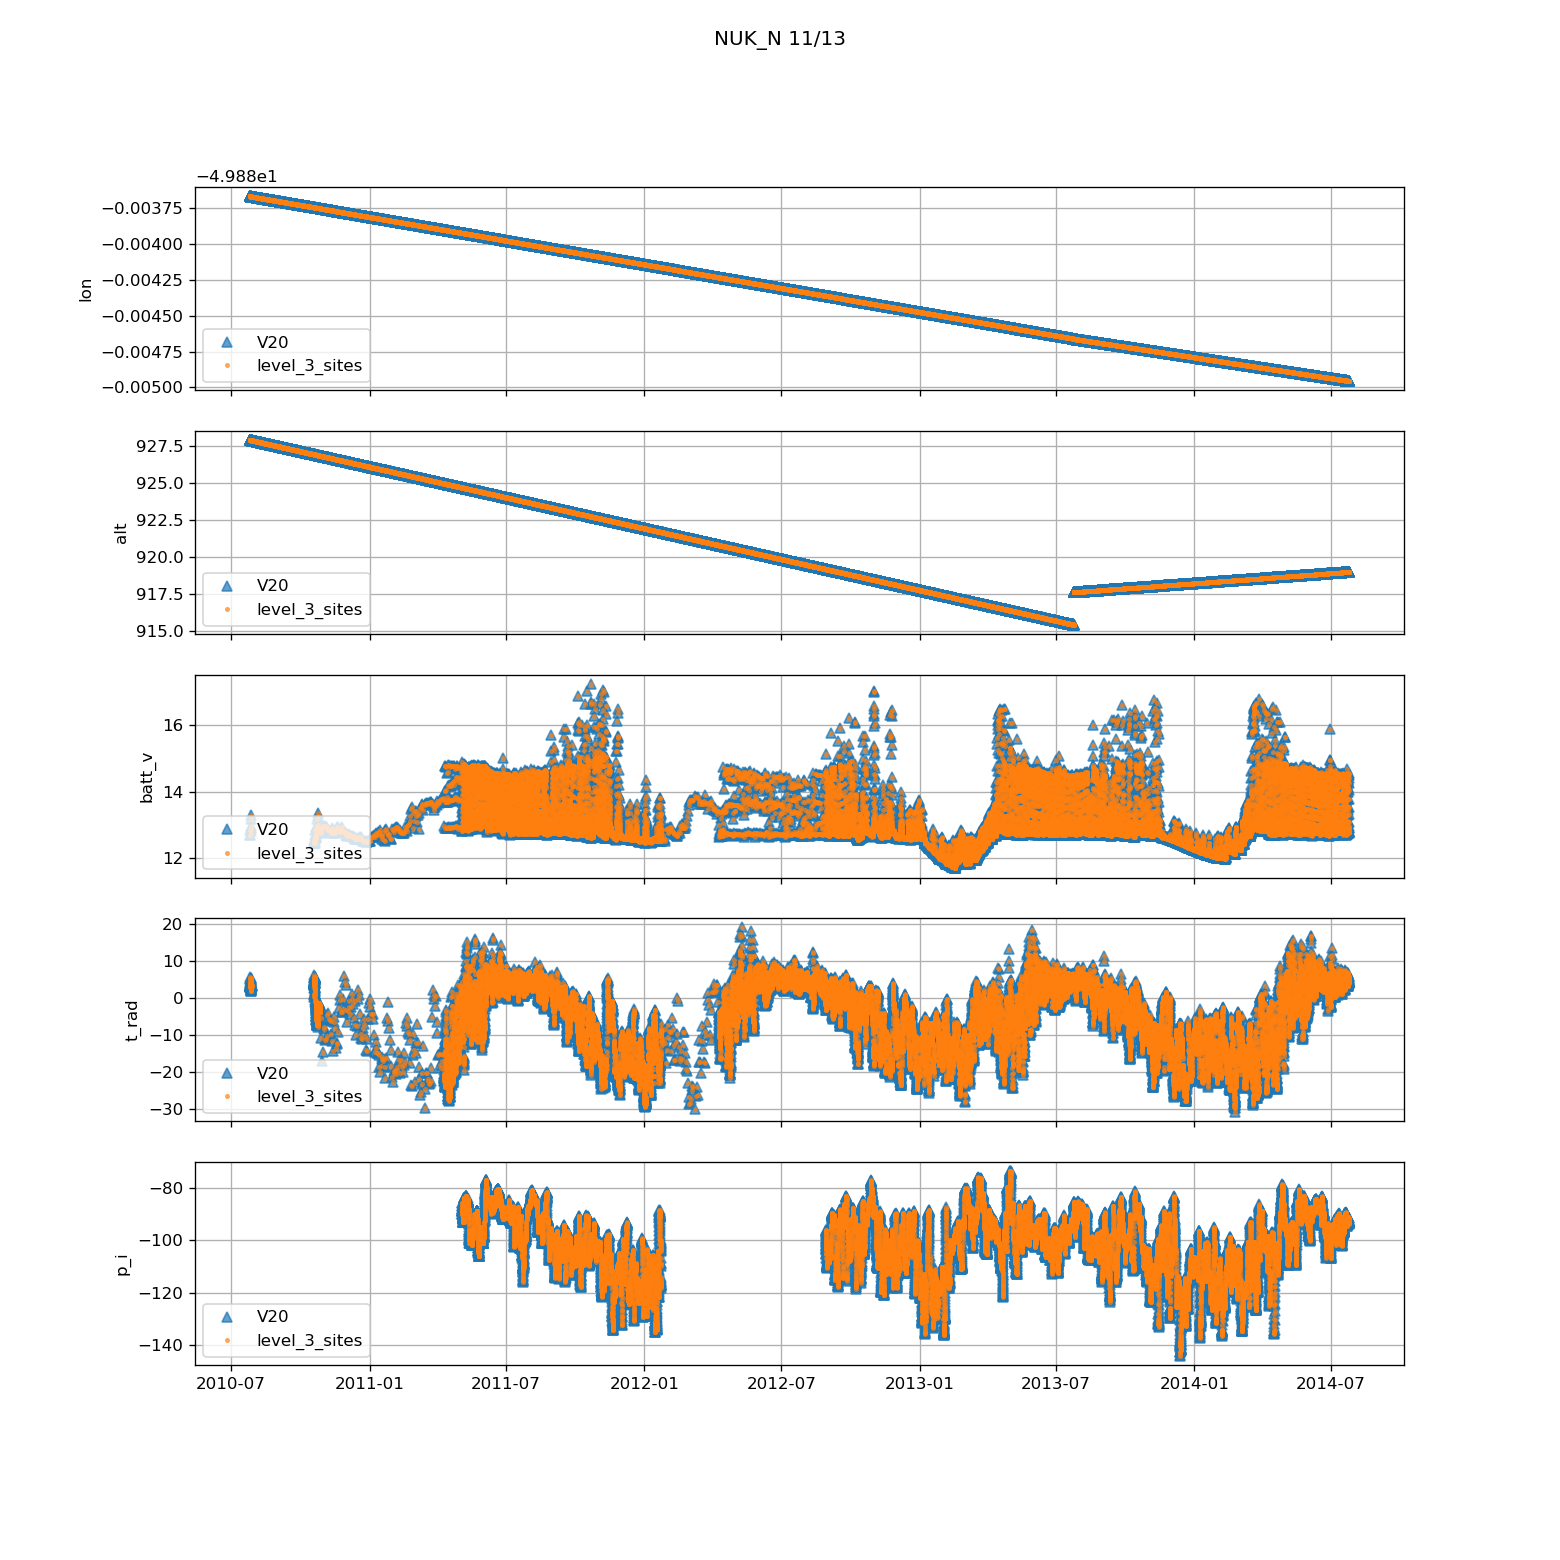 NUK_N 11/13
−4.988e1
−0.00375
−0.00400
−0.00425
−0.00450
−0.00475
−0.00500
lon
V20
level_3_sites
927.5
925.0
922.5
920.0
917.5
915.0
alt
V20
level_3_sites
16
14
12
batt_v
V20
level_3_sites
20
10
0
−10
−20
−30
t_rad
V20
level_3_sites
−80
−100
−120
−140
p_i
V20
level_3_sites
2010-07 2011-01 2011-07 2012-01 2012-07 2013-01 2013-07 2014-01 2014-07